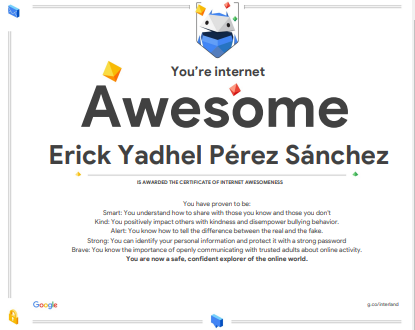 You're internet
Awesome
Erick Yadhel Pérez Sánchez
IS AWARDED THE CERTIFICATE OF INTERNET AWESOMENESS
You have proven to be:
Smart: You understand how to share with those you know and those you don't
Kind: You positively impact others with kindness and disempower bullying behavior.
Alert: You know how to tell the difference between the real and the fake.
Strong: You can identify your personal information and protect it with a strong password
Brave: You know the importance of openly communicating with trusted adults about online activity.
You are now a safe, confident explorer of the online world.
Google
g.co/interland